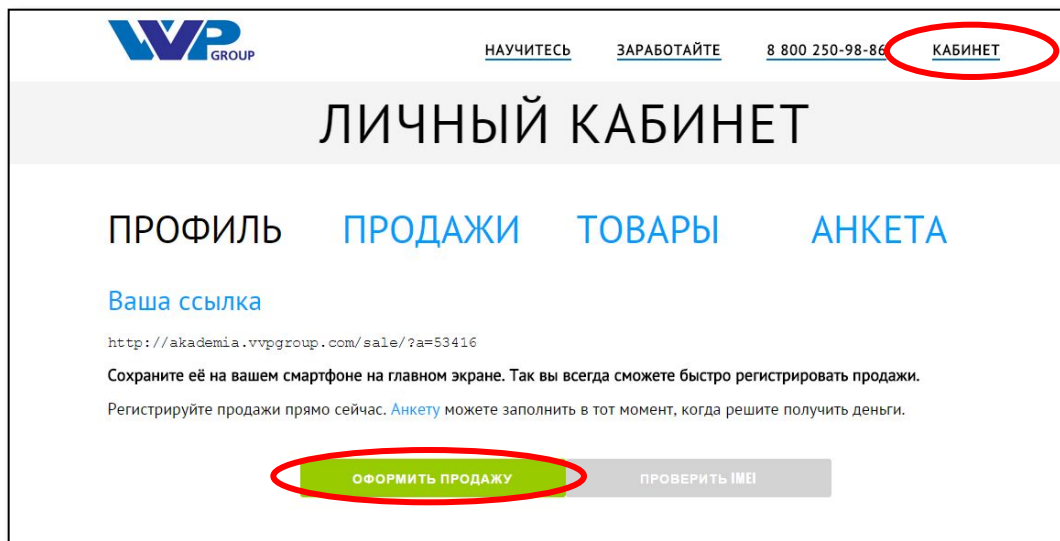 VVP GROUP
НАУЧИТЕСЬ ЗАРАБОТАЙТЕ 8 800 250-98-86 КАБИНЕТ
ЛИЧНЫЙ КАБИНЕТ
ПРОФИЛЬ ПРОДАЖИ ТОВАРЫ АНКЕТА
Ваша ссылка
http://akademia.vvpgroup.com/sale/?a=53416
Сохраните её на вашем смартфоне на главном экране. Так вы всегда сможете быстро регистрировать продажи.
Регистрируйте продажи прямо сейчас. Анкету можете заполнить в тот момент, когда решите получить деньги.
ОФОРМИТЬ ПРОДАЖУ ПРОВЕРИТЬ IMEI